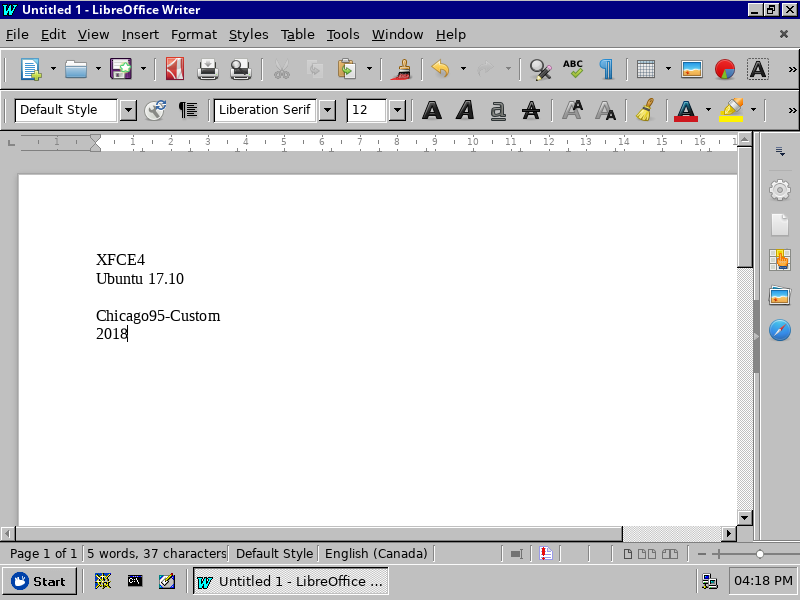 Untitled 1 - LibreOffice Writer
File Edit View Insert Format Styles Table Tools Window Help
ABC
Default Style Liberation Serif 12
1 1 2 3 4 5 6 7 8 9 10 11 12 13 14 15 16 1
XFCE4
Ubuntu 17.10
Chicago95-Custom
2018
Page 1 of 1 5 words, 37 characters Default Style English (Canada)
Start Untitled 1 - LibreOffice ... 04:18 PM